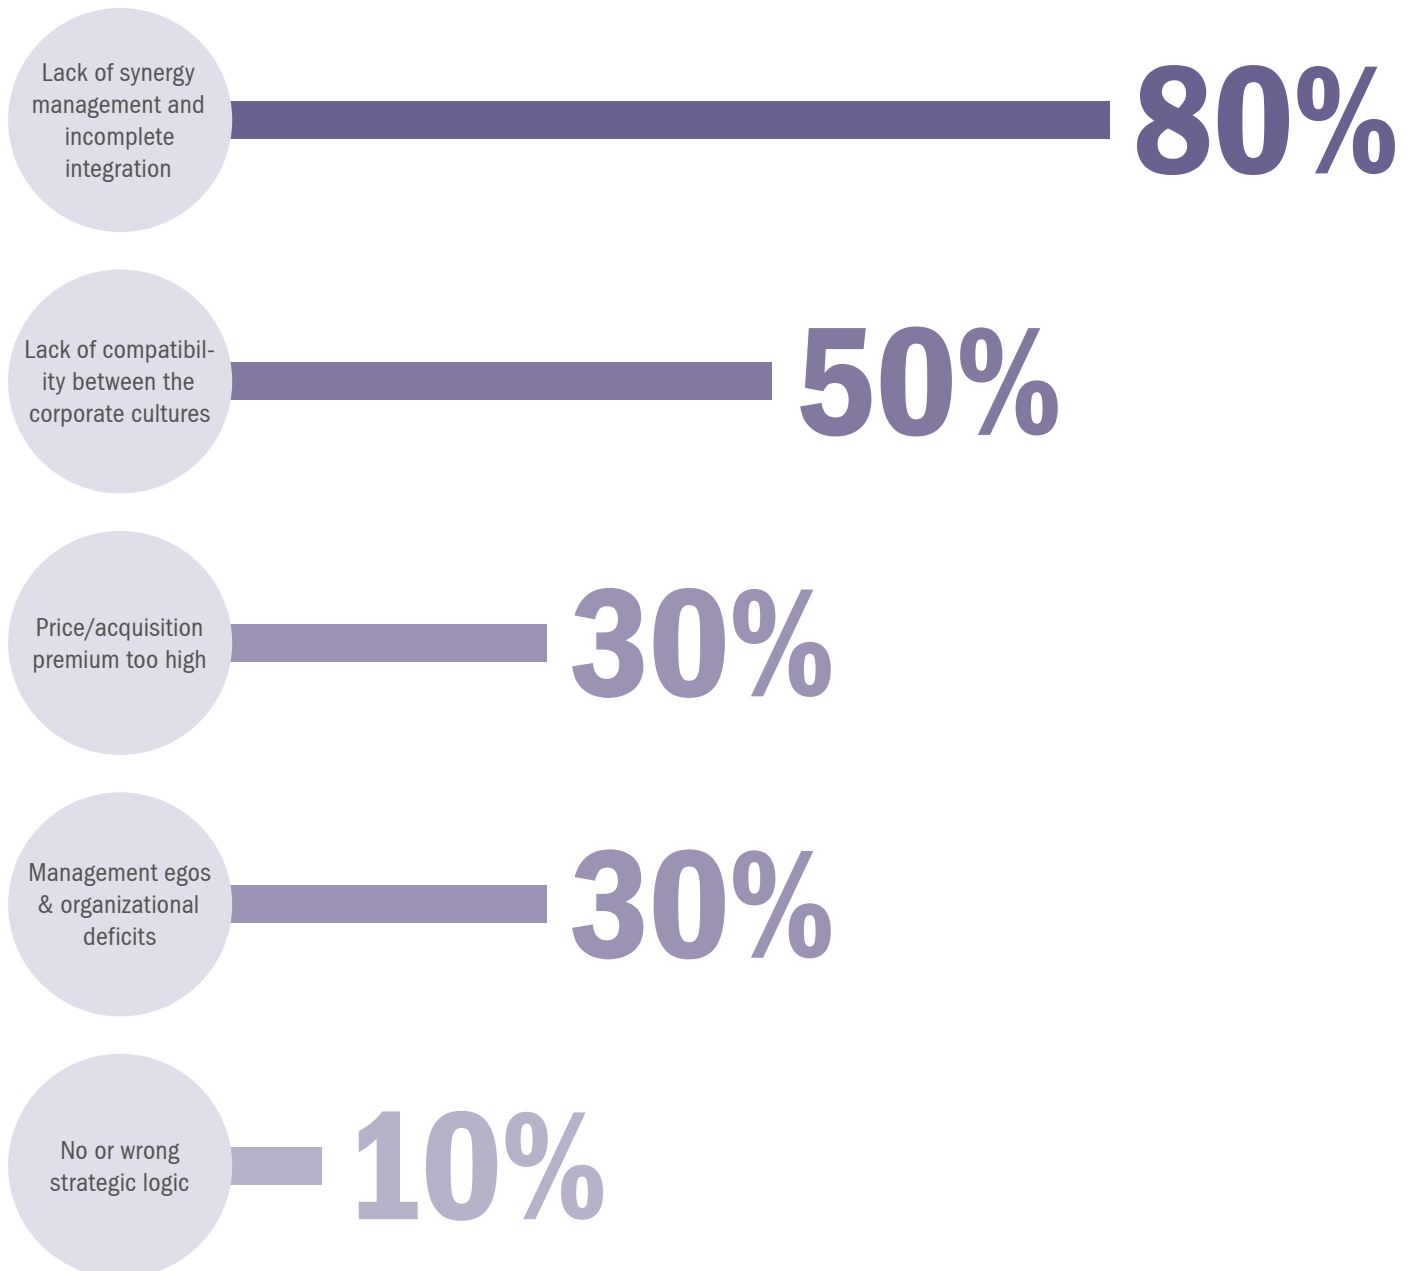 Lack of synergy
management and
incomplete
integration
80%
Lack of compatibil-
ity between the
corporate cultures
50%
Price/acquisition
premium too high
30%
Management egos
& organizational
deficits
30%
No or wrong
strategic logic
10%